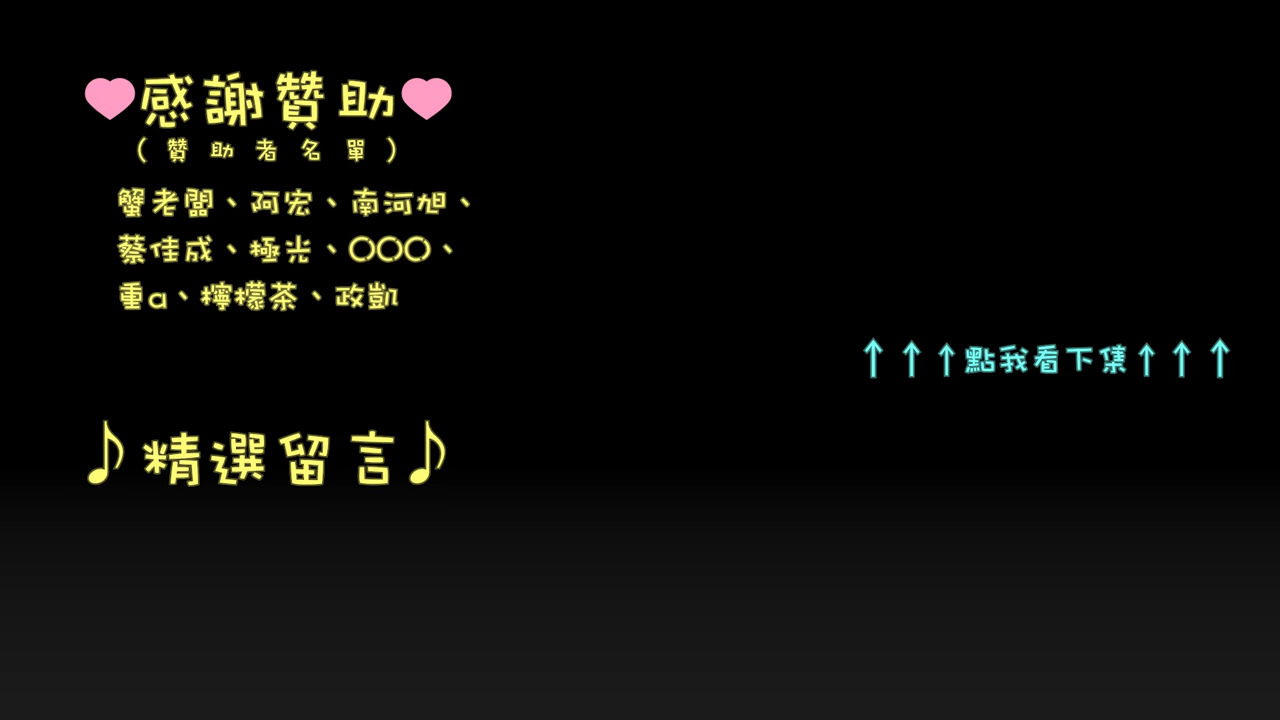 感謝贊助
(贊助者名單)
蟹老闆、阿宏、南河旭、
蔡佳成、極光、〇〇〇、
重a、檸檬茶、政凱
↑↑↑點我看下集↑↑↑
♪精選留言♪